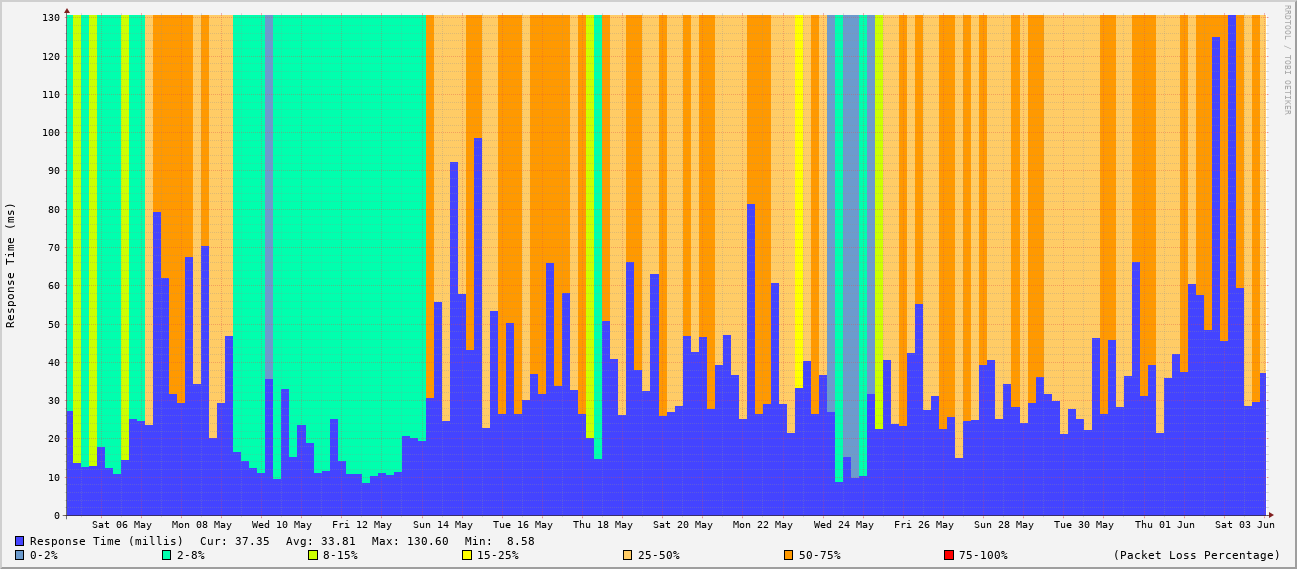 130
120
110
100
90
80
70
60
50
40
30
20
10
0
Response Time (ms)
RRDTOOL / TOBI OETIKER
Sat 06 May Mon 08 May Wed 10 May Fri 12 May Sun 14 May Tue 16 May Thu 18 May Sat 20 May Mon 22 May Wed 24 May Fri 26 May Sun 28 May Tue 30 May Thu 01 Jun Sat 03 Jun
Response Time (millis) Cur: 37.35 Avg: 33.81 Max: 130.60 Min: 8.58
0-2% 2-8% 8-15% 15-25% 25-50% 50-75% 75-100% (Packet Loss Percentage)